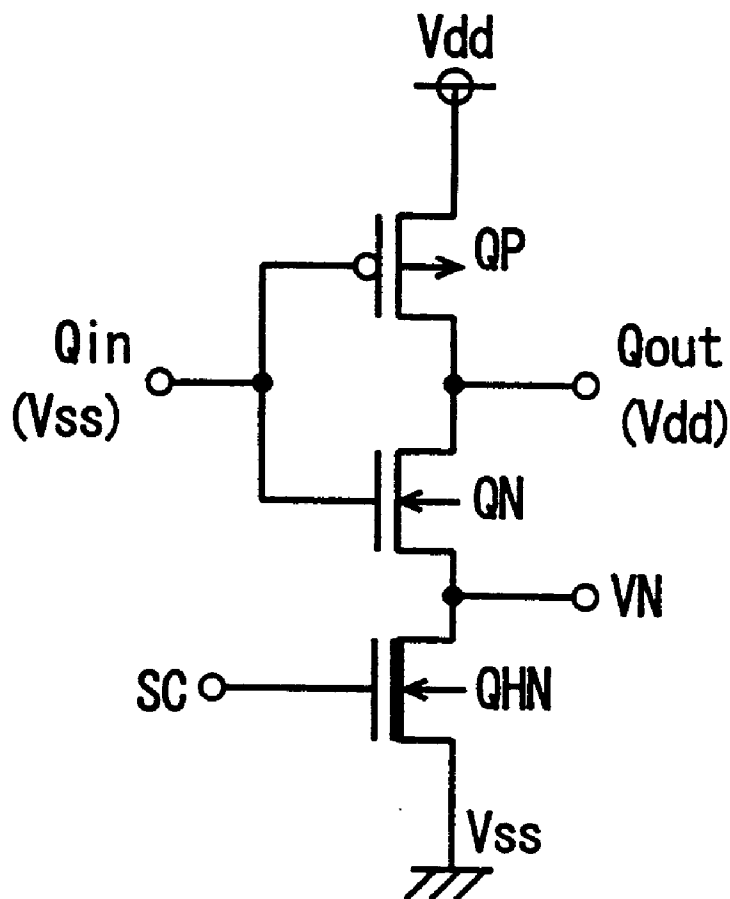 Vdd
QP
Qin
(Vss)
Qout
(Vdd)
QN
VN
SC
QHN
Vss